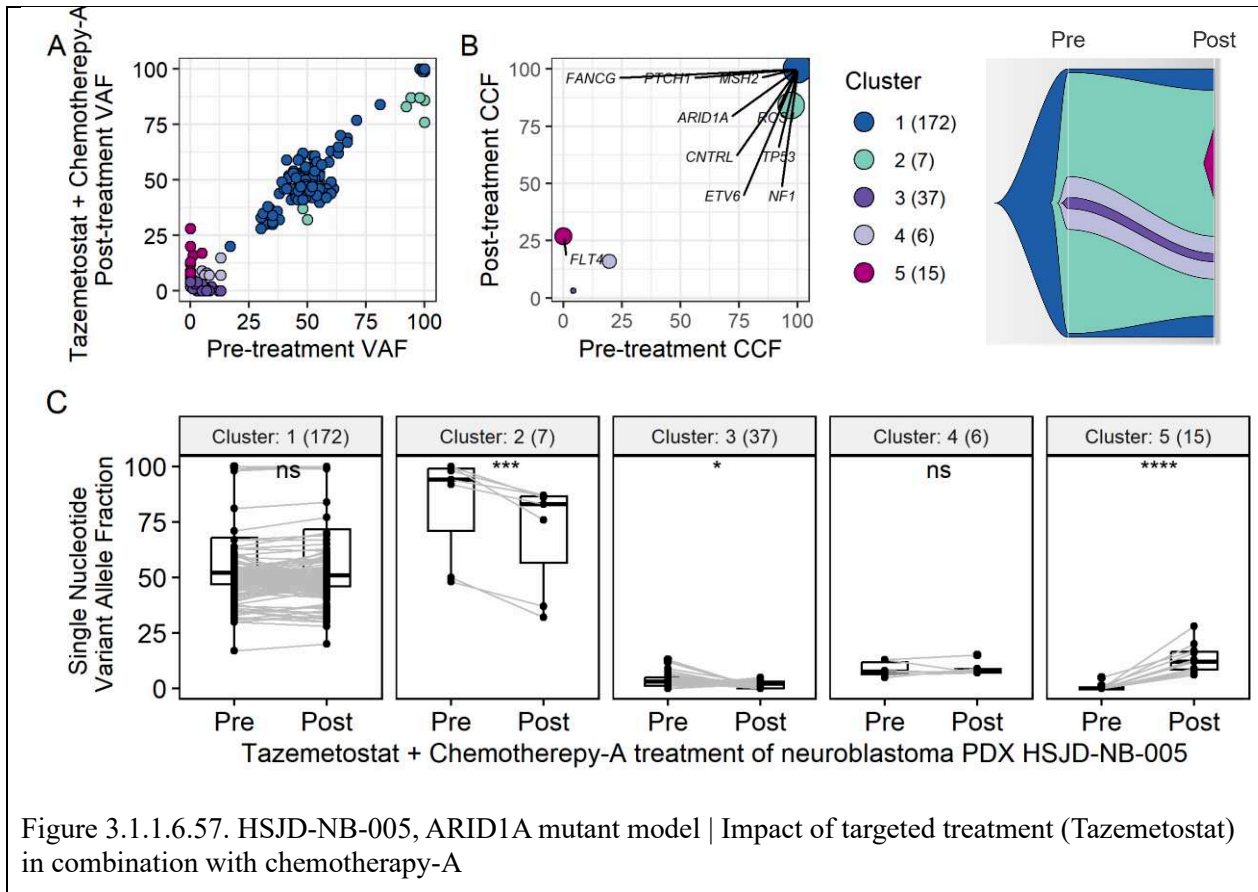 A
Tazemetostat + Chemotherepy-A
Post-treatment VAF
100
75
50
25
0
0 25 50 75 100
Pre-treatment VAF
B
Post-treatment CCF
100
75
50
25
0
FANCG PTCH1 MSH2
ARID1A
CNTRL TP53
ETV6 NF1
FLT4
0 25 50 75 100
Pre-treatment CCF
Cluster
1 (172)
2 (7)
3 (37)
4 (6)
5 (15)
Pre Post
C
Single Nucleotide
Variant Allele Fraction
100
75
50
25
0
Cluster: 1 (172) Cluster: 2 (7) Cluster: 3 (37) Cluster: 4 (6) Cluster: 5 (15)
ns *** * ns ****
Pre Post Pre Post Pre Post Pre Post Pre Post
Tazemetostat + Chemotherepy-A treatment of neuroblastoma PDX HSJD-NB-005
Figure 3.1.1.6.57. HSJD-NB-005, ARID1A mutant model | Impact of targeted treatment (Tazemetostat)
in combination with chemotherapy-A